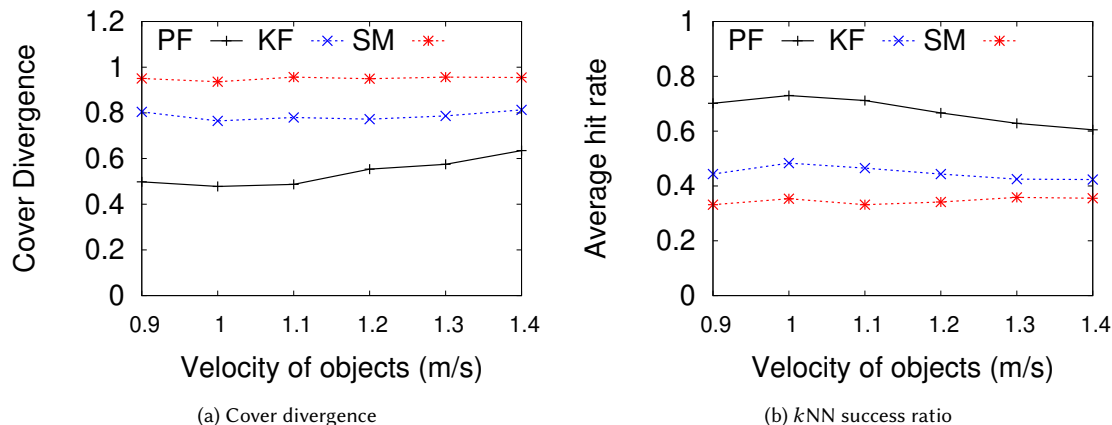 PF KF SM
1.2
1
0.8
0.6
0.4
0.2
0
Cover Divergence
0.9 1 1.1 1.2 1.3 1.4
Velocity of objects (m/s)
(a) Cover divergence
PF KF SM
1
0.8
0.6
0.4
0.2
0
Average hit rate
0.9 1 1.1 1.2 1.3 1.4
Velocity of objects (m/s)
(b) kNN success ratio